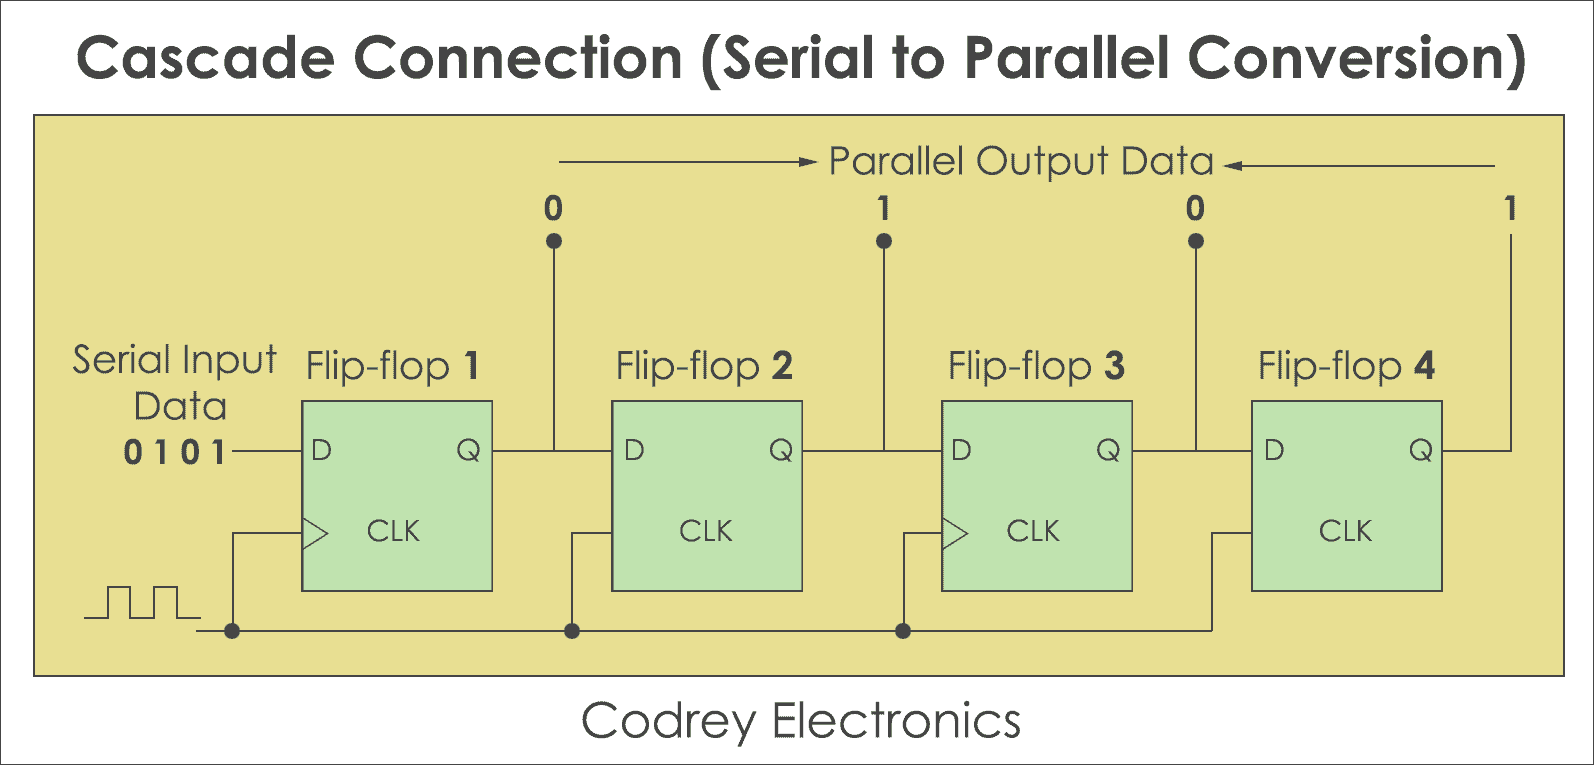 Cascade Connection (Serial to Parallel Conversion)
Parallel Output Data
0 1 0 1
Serial Input
Data
0 1 0 1
Flip-flop 1
Flip-flop 2
Flip-flop 3
Flip-flop 4
D Q
D Q
D Q
D Q
CLK
CLK
CLK
CLK
Codrey Electronics